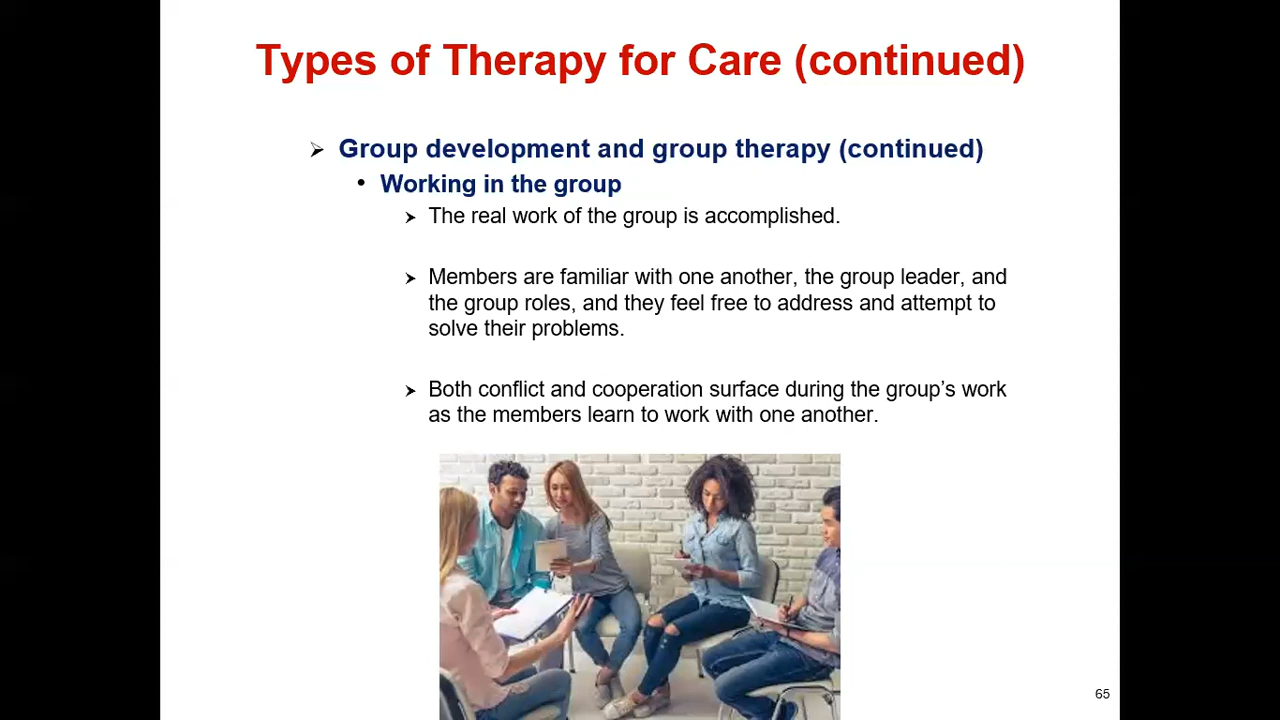 Types of Therapy for Care (continued)
Group development and group therapy (continued)
Working in the group
The real work of the group is accomplished.
Members are familiar with one another, the group leader, and
the group roles, and they feel free to address and attempt to
solve their problems.
Both conflict and cooperation surface during the group’s work
as the members learn to work with one another.
65